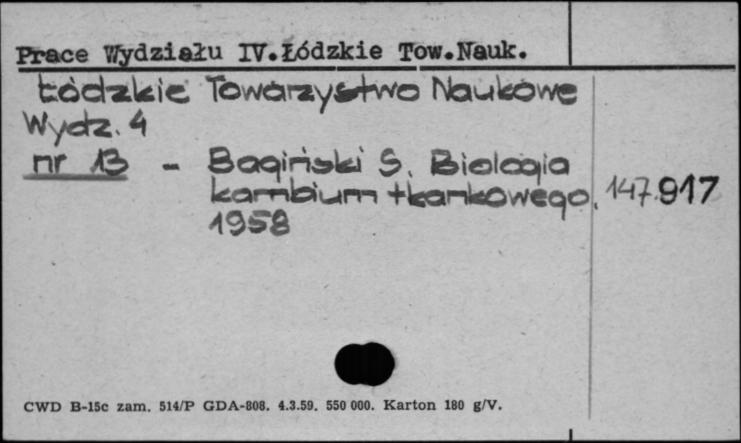 Prace Wydziału IV.Łódzkie Tow.Nauk.
Łódzkie Towarzystwo Naukowe
Wydz. 4
nr 13 - Bagiński S. Biologia
kambium tkankowego. 147.917
1958
CWD B-15c zam. 514/P GDA-808. 4.3.59. 550 000. Karton 180 g/V.